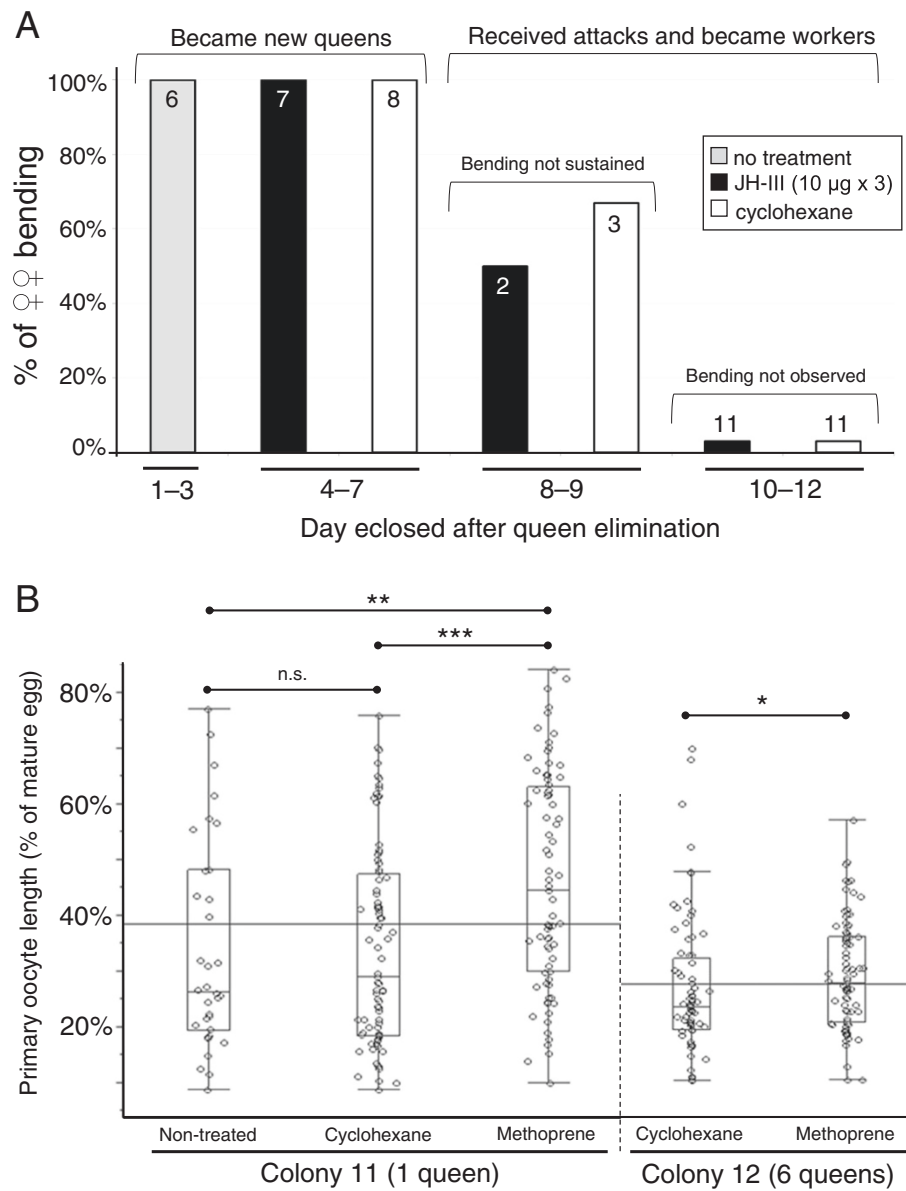 A
Became new queens
Received attacks and became workers
100%
80%
60%
40%
20%
0%
% of ♀♀ bending
6
7
8
Bending not sustained
2
3
Bending not observed
11
11
no treatment
JH-III (10 µg x 3)
cyclohexane
1–3
4–7
8–9
10–12
Day eclosed after queen elimination
B
Primary oocyte length (% of mature egg)
80%
60%
40%
20%
**
***
n.s.
*
Non-treated
Cyclohexane
Methoprene
Cyclohexane
Methoprene
Colony 11 (1 queen)
Colony 12 (6 queens)